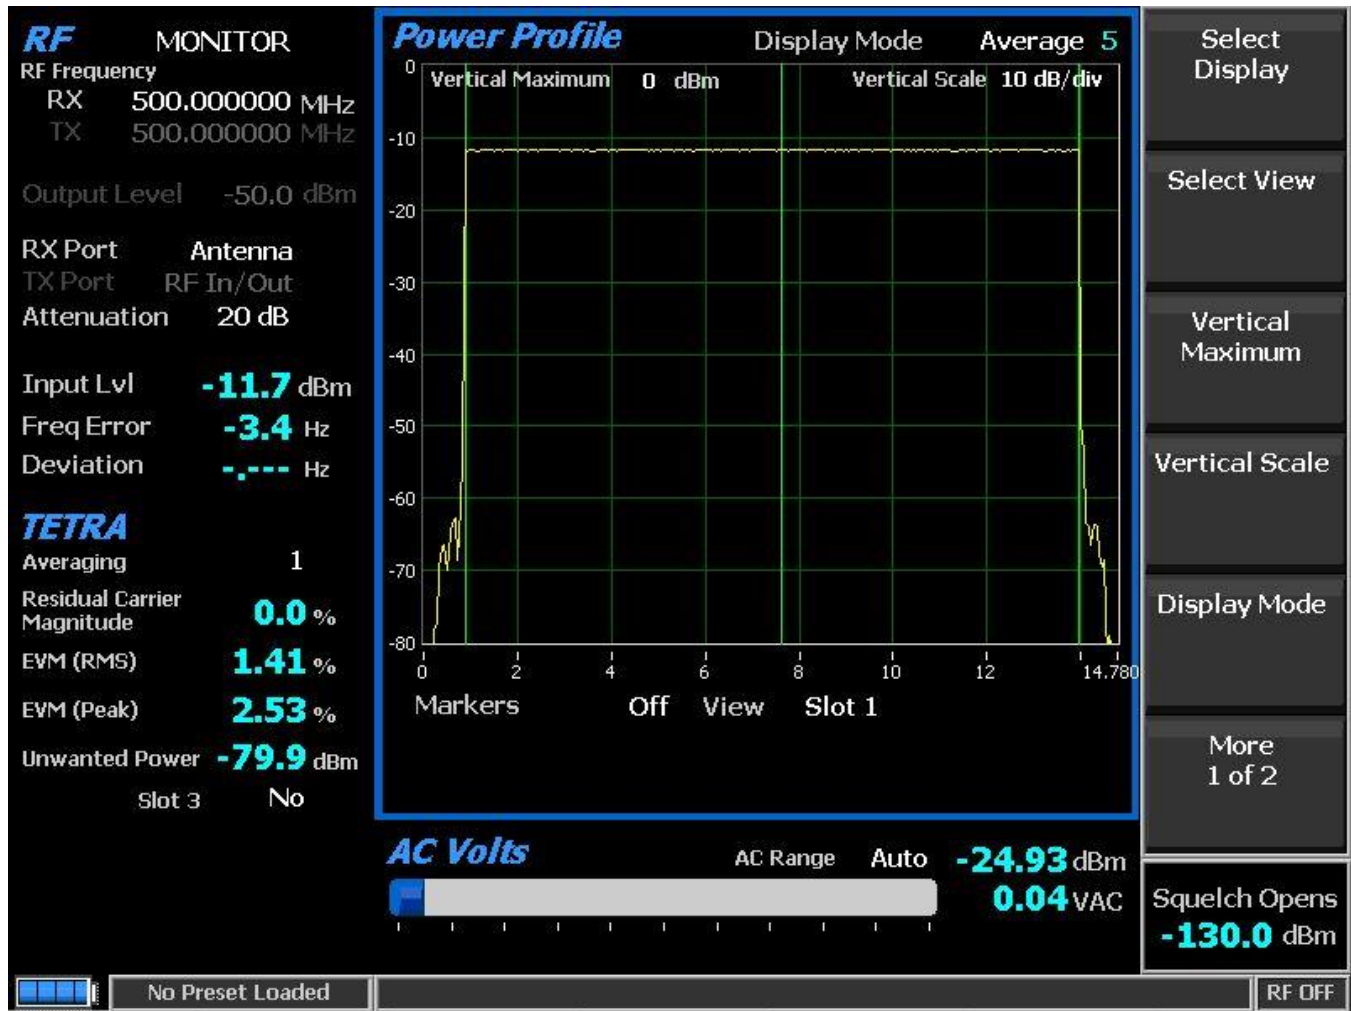 RF MONITOR
RF Frequency
RX 500.000000 MHz
TX 500.000000 MHz
Output Level -50.0 dBm
RX Port Antenna
TX Port RF In/Out
Attenuation 20 dB
Input Lvl -11.7 dBm
Freq Error -3.4 Hz
Deviation -.--- Hz
TETRA
Averaging 1
Residual Carrier
Magnitude 0.0 %
EVM (RMS) 1.41 %
EVM (Peak) 2.53 %
Unwanted Power -79.9 dBm
Slot 3 No
Power Profile Display Mode Average 5
Vertical Maximum 0 dBm Vertical Scale 10 dB/div
0
-10
-20
-30
-40
-50
-60
-70
-80
0 2 4 6 8 10 12 14.780
Markers Off View Slot 1
AC Volts AC Range Auto -24.93 dBm
0.04 VAC
Select
Display
Select View
Vertical
Maximum
Vertical Scale
Display Mode
More
1 of 2
Squelch Opens
-130.0 dBm
No Preset Loaded
RF OFF